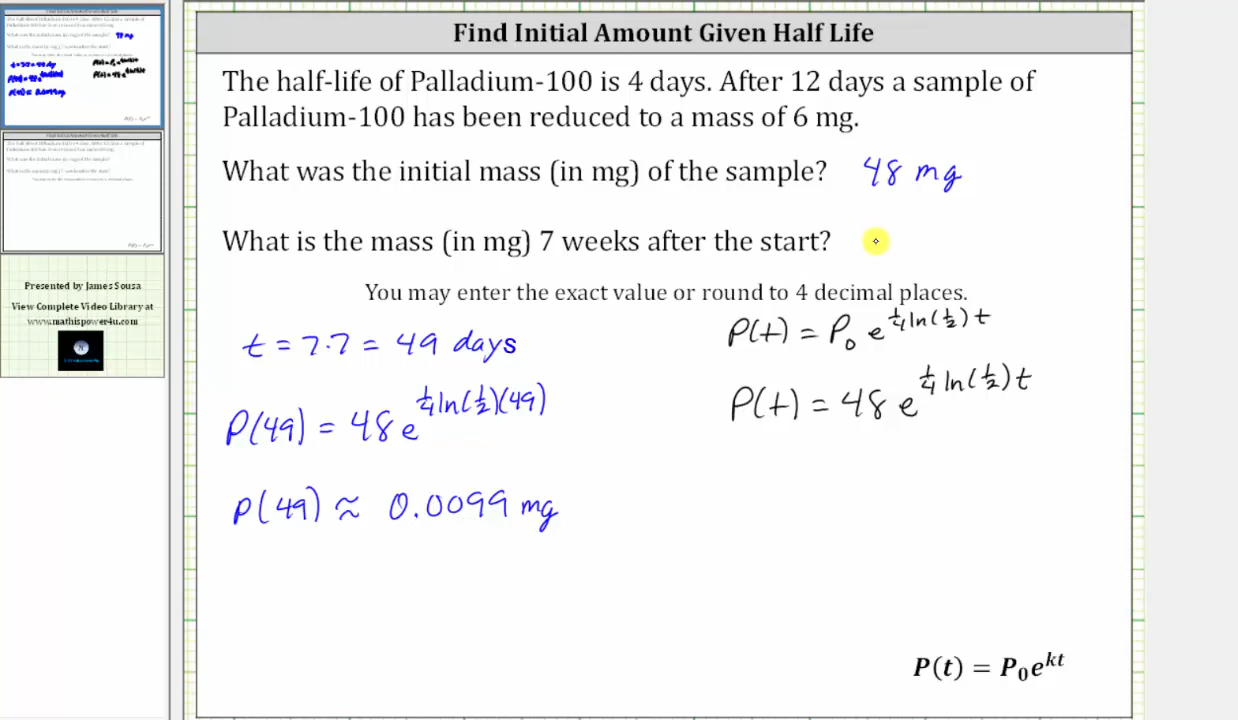 Find Initial Amount Given Half Life
The half-life of Palladium-100 is 4 days. After 12 days a sample of
Palladium-100 has been reduced to a mass of 6 mg.
What was the initial mass (in mg) of the sample? 48 mg
What is the mass (in mg) 7 weeks after the start?
You may enter the exact value or round to 4 decimal places.
t = 7·7 = 49 days
P(49) = 48e^{1/4 ln(1/2)(49)}
P(49) ≈ 0.0099 mg
P(t) = P₀ e^{1/4 ln(1/2) t}
P(t) = 48 e^{1/4 ln(1/2) t}
P(t) = P₀e^{kt}
Presented by James Sousa
View Complete Video Library at
www.mathispower4u.com